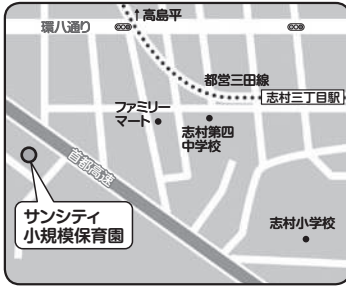 ↑高島平
環八通り
都営三田線
志村三丁目駅
ファミリー
マート
志村第四
中学校
首都高速
サンシティ
小規模保育園
志村小学校